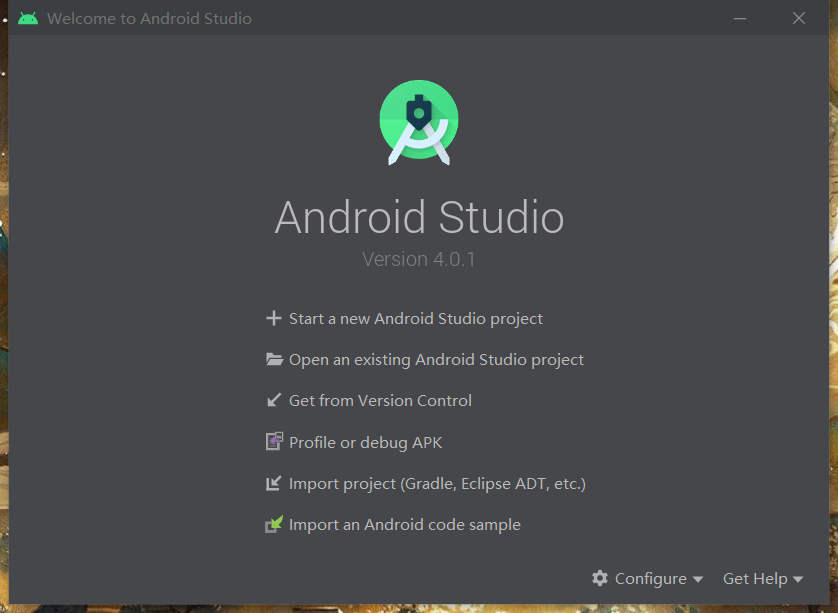 Welcome to Android Studio
Android Studio
Version 4.0.1
Start a new Android Studio project
Open an existing Android Studio project
Get from Version Control
Profile or debug APK
Import project (Gradle, Eclipse ADT, etc.)
Import an Android code sample
Configure
Get Help